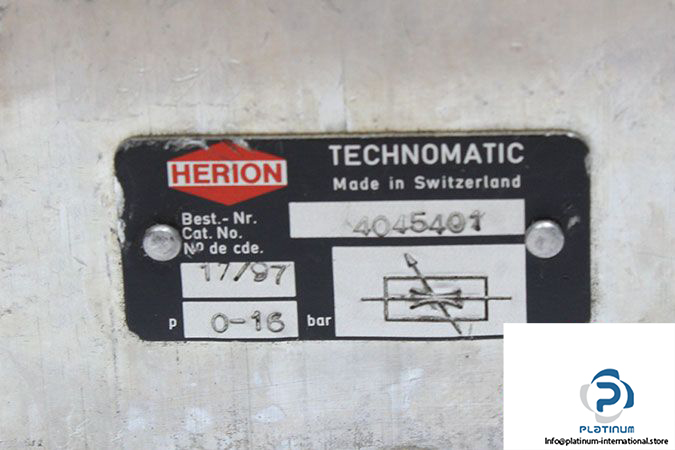 HERION
TECHNOMATIC
Made in Switzerland
Best.- Nr.
Cat. No.
Nº de cde.
4045401
17/97
p
0-16
bar
PLATINUM
Info@platinum-international.store